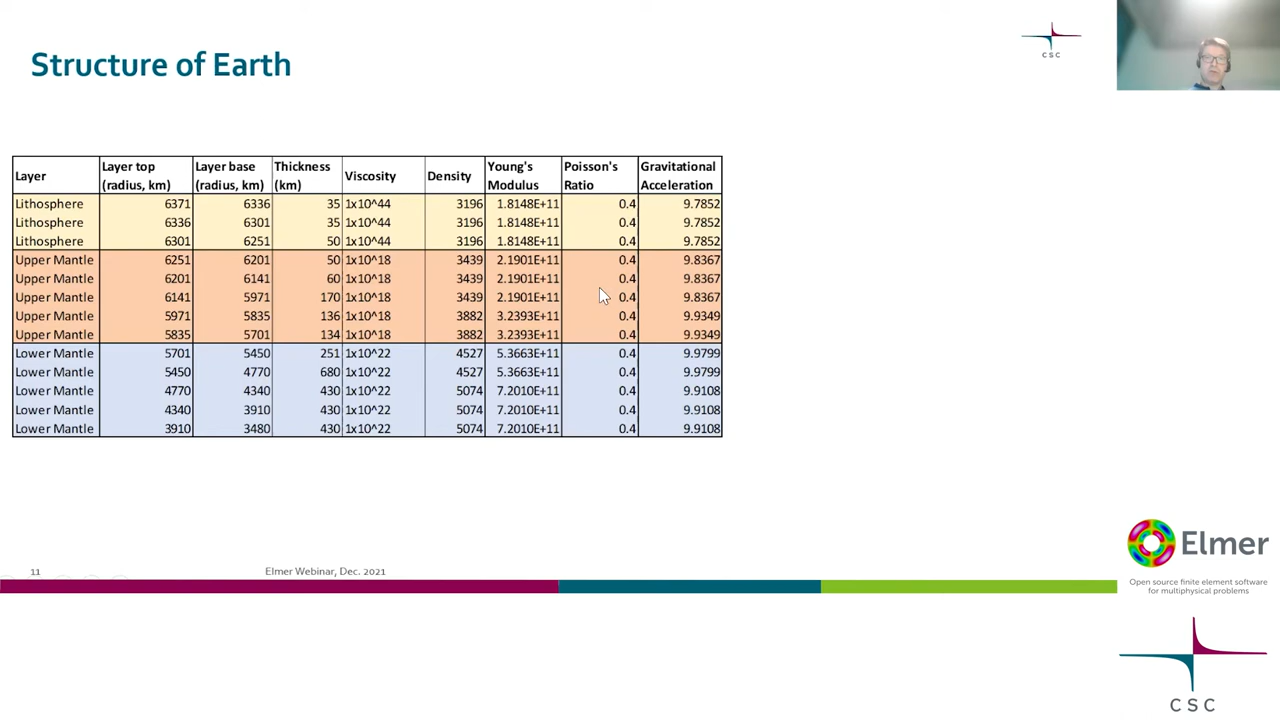 CSC
Structure of Earth
Layer Layer top (radius, km) Layer base (radius, km) Thickness (km) Viscosity Density Young's Modulus Poisson's Ratio Gravitational Acceleration
Lithosphere 6371 6336 35 1x10^44 3196 1.8148E+11 0.4 9.7852
Lithosphere 6336 6301 35 1x10^44 3196 1.8148E+11 0.4 9.7852
Lithosphere 6301 6251 50 1x10^44 3196 1.8148E+11 0.4 9.7852
Upper Mantle 6251 6201 50 1x10^18 3439 2.1901E+11 0.4 9.8367
Upper Mantle 6201 6141 60 1x10^18 3439 2.1901E+11 0.4 9.8367
Upper Mantle 6141 5971 170 1x10^18 3439 2.1901E+11 0.4 9.8367
Upper Mantle 5971 5835 136 1x10^18 3882 3.2393E+11 0.4 9.9349
Upper Mantle 5835 5701 134 1x10^18 3882 3.2393E+11 0.4 9.9349
Lower Mantle 5701 5450 251 1x10^22 4527 5.3663E+11 0.4 9.9799
Lower Mantle 5450 4770 680 1x10^22 4527 5.3663E+11 0.4 9.9799
Lower Mantle 4770 4340 430 1x10^22 5074 7.2010E+11 0.4 9.9108
Lower Mantle 4340 3910 430 1x10^22 5074 7.2010E+11 0.4 9.9108
Lower Mantle 3910 3480 430 1x10^22 5074 7.2010E+11 0.4 9.9108
11 Elmer Webinar, Dec. 2021
Elmer
Open source finite element software
for multiphysical problems
CSC